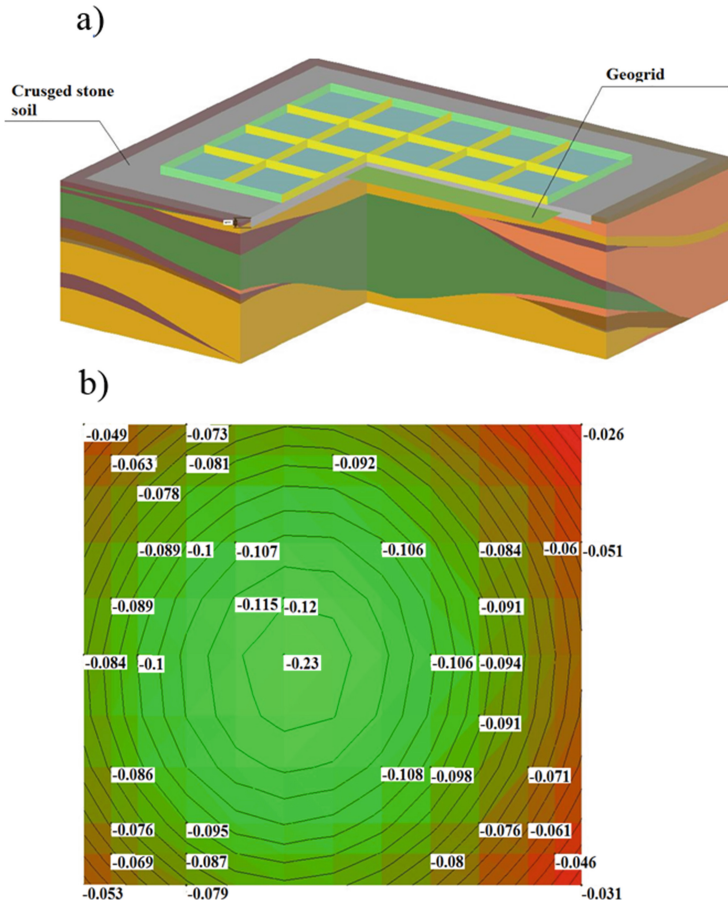 a)
Crusged stone
soil
Geogrid
b)
-0.049 -0.073 -0.026
-0.063 -0.081 -0.092
-0.078
-0.089 -0.1 -0.107 -0.106 -0.084 -0.06 -0.051
-0.089 -0.115 -0.12 -0.091
-0.084 -0.1 -0.23 -0.106 -0.094
-0.091
-0.086 -0.108 -0.098 -0.071
-0.076 -0.095 -0.076 -0.061
-0.069 -0.087 -0.08 -0.046
-0.053 -0.079 -0.031